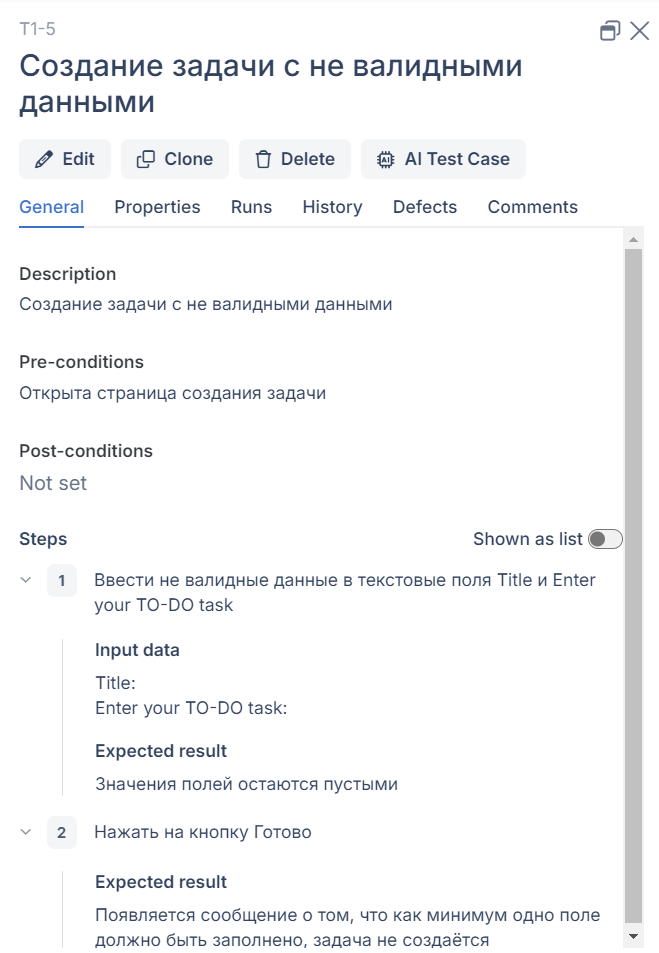 T1-5
Создание задачи с не валидными
данными
Edit
Clone
Delete
AI Test Case
General
Properties
Runs
History
Defects
Comments
Description
Создание задачи с не валидными данными
Pre-conditions
Открыта страница создания задачи
Post-conditions
Not set
Steps
Shown as list
1
Ввести не валидные данные в текстовые поля Title и Enter
your TO-DO task
Input data
Title:
Enter your TO-DO task:
Expected result
Значения полей остаются пустыми
2
Нажать на кнопку Готово
Expected result
Появляется сообщение о том, что как минимум одно поле
должно быть заполнено, задача не создаётся